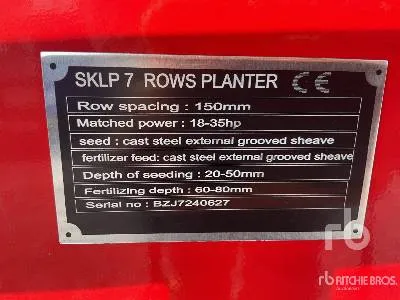 SKLP 7 ROWS PLANTER CE
Row spacing : 150mm
Matched power : 18-35hp
seed : cast steel external grooved sheave
fertilizer feed: cast steel external grooved sheave
Depth of seeding : 20-50mm
Fertilizing depth : 60-80mm
Serial no : BZJ7240627
rb
rb RITCHIE BROS.